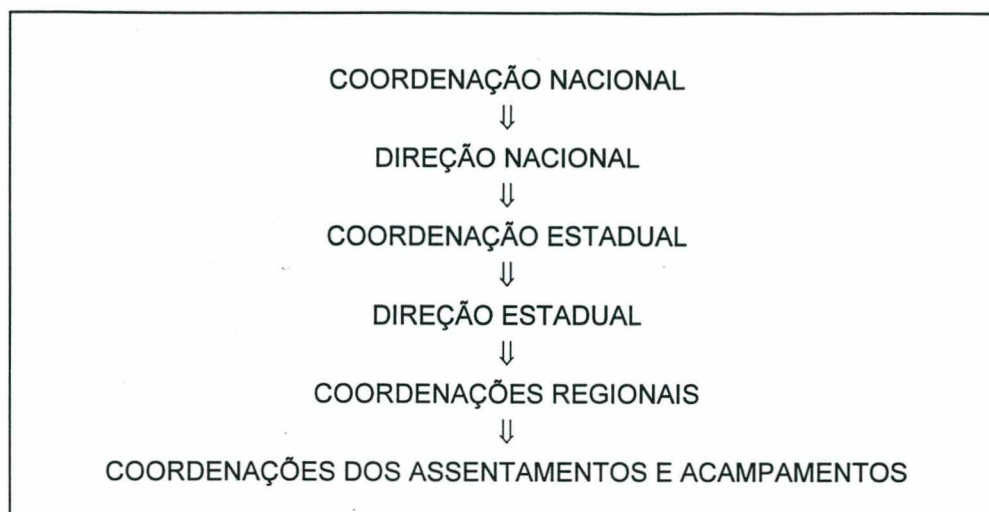 COORDENAÇÃO NACIONAL
⇓
DIREÇÃO NACIONAL
⇓
COORDENAÇÃO ESTADUAL
⇓
DIREÇÃO ESTADUAL
⇓
COORDENAÇÕES REGIONAIS
⇓
COORDENAÇÕES DOS ASSENTAMENTOS E ACAMPAMENTOS